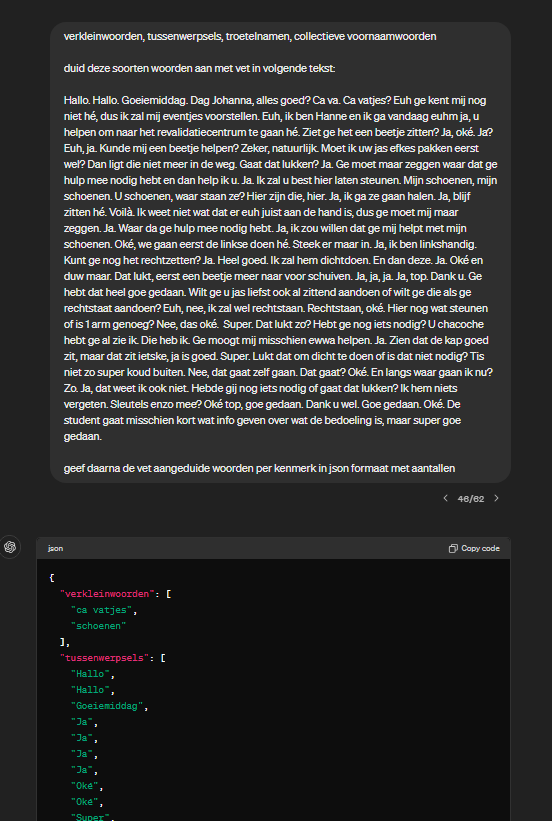 verkleinwoorden, tussenwerpsels, troetelnamen, collectieve voornaamwoorden
duid deze soorten woorden aan met vet in volgende tekst:
Hallo. Hallo. Goeiemiddag. Dag Johanna, alles goed? Ca va. Ca vatjes? Euh ge kent mij nog
niet hé, dus ik zal mij eventjes voorstellen. Euh, ik ben Hanne en ik ga vandaag euhm ja, u
helpen om naar het revalidatiecentrum te gaan hé. Ziet ge het een beetje zitten? Ja, oké. Ja?
Euh, ja. Kunde mij een beetje helpen? Zeker, natuurlijk. Moet ik uw jas efkes pakken eerst
wel? Dan ligt die niet meer in de weg. Gaat dat lukken? Ja. Ge moet maar zeggen waar dat ge
hulp mee nodig hebt en dan help ik u. Ja. Ik zal u best hier laten steunen. Mijn schoenen, mijn
schoenen. U schoenen, waar staan ze? Hier zijn die, hier. Ja, ik ga ze gaan halen. Ja, blijf
zitten hé. Voilà. Ik weet niet wat dat er euh juist aan de hand is, dus ge moet mij maar
zeggen. Ja. Waar da ge hulp mee nodig hebt. Ja, ik zou willen dat ge mij helpt met mijn
schoenen. Oké, we gaan eerst de linkse doen hé. Steek er maar in. Ja, ik ben linkshandig.
Kunt ge nog het rechtzetten? Ja. Heel goed. Ik zal hem dichtdoen. En dan deze. Ja. Oké en
duw maar. Dat lukt, eerst een beetje meer naar voor schuiven. Ja, ja, ja. Ja, top. Dank u. Ge
hebt dat heel goe gedaan. Wilt ge u jas liefst ook al zittend aandoen of wilt ge die als ge
rechtstaat aandoen? Euh, nee, ik zal wel rechtstaan. Rechtstaan, oké. Hier nog wat steunen
of is 1 arm genoeg? Nee, das oké.  Super. Dat lukt zo? Hebt ge nog iets nodig? U chacoche
hebt ge al zie ik. Die heb ik. Ge moogt mij misschien ewwa helpen. Ja. Zien dat de kap goed
zit, maar dat zit ietske, ja is goed. Super. Lukt dat om dicht te doen of is dat niet nodig? Tis
niet zo super koud buiten. Nee, dat gaat zelf gaan. Dat gaat? Oké. En langs waar gaan ik nu?
Zo. Ja, dat weet ik ook niet. Hebde gij nog iets nodig of gaat dat lukken? Ik hem niets
vergeten. Sleutels enzo mee? Oké top, goe gedaan. Dank u wel. Goe gedaan. Oké. De
student gaat misschien kort wat info geven over wat de bedoeling is, maar super goe
gedaan.
geef daarna de vet aangeduide woorden per kenmerk in json formaat met aantallen
46/62
json
Copy code
{
"verkleinwoorden": [
"ca vatjes",
"schoenen"
],
"tussenwerpsels": [
"Hallo",
"Hallo",
"Goeiemiddag",
"Ja",
"Ja",
"Ja",
"Ja",
"Oké",
"Oké",
"Super",